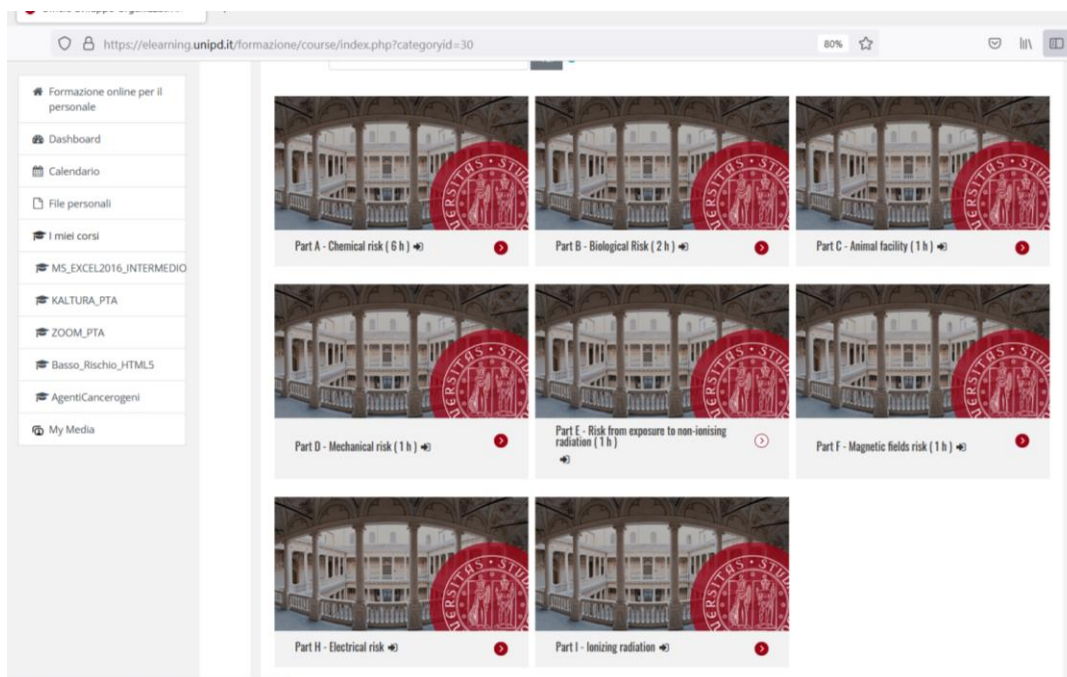 https://elearning.unipd.it/formazione/course/index.php?categoryid=30
80%
Formazione online per il
personale
Dashboard
Calendario
File personali
I miei corsi
MS_EXCEL2016_INTERMEDIO
KALTURA_PTA
ZOOM_PTA
Basso_Rischio_HTML5
AgentiCancerogeni
My Media
Part A - Chemical risk ( 6 h )
Part B - Biological Risk ( 2 h )
Part C - Animal facility ( 1 h )
Part D - Mechanical risk ( 1 h )
Part E - Risk from exposure to non-ionising
radiation ( 1 h )
Part F - Magnetic fields risk ( 1 h )
Part H - Electrical risk
Part I - Ionizing radiation